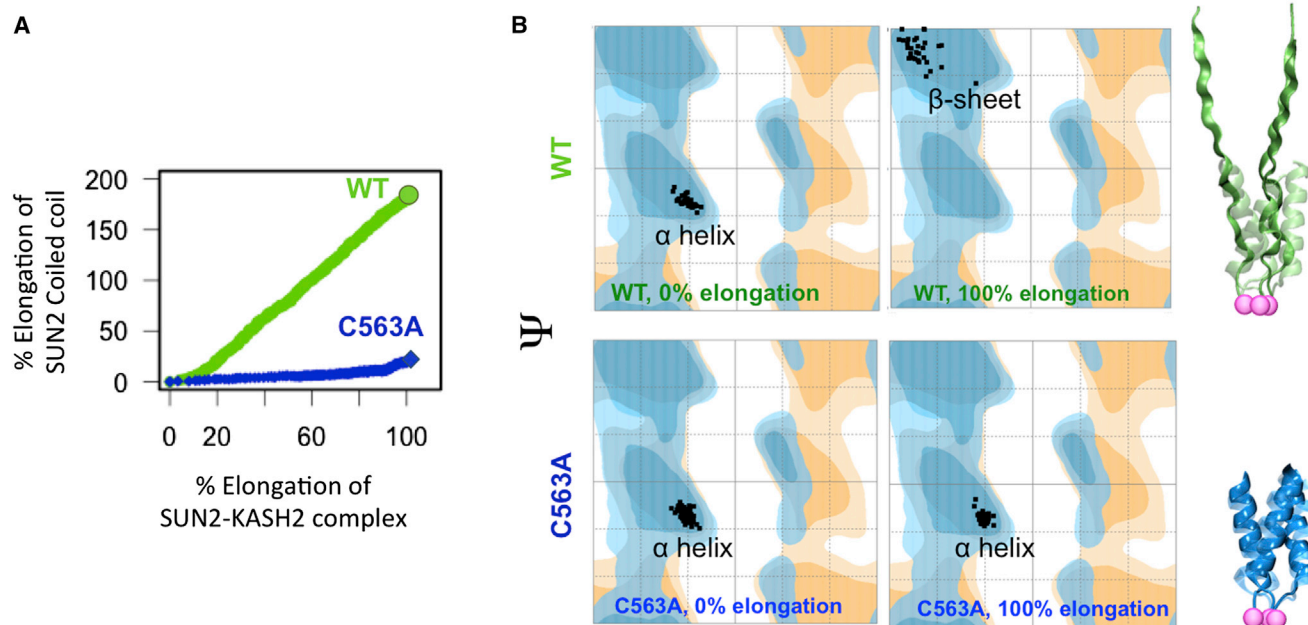 A
% Elongation of
SUN2 Coiled coil
200
150
100
50
0
WT
C563A
0
20
60
100
% Elongation of
SUN2-KASH2 complex
B
WT
α helix
WT, 0% elongation
β-sheet
WT, 100% elongation
Ψ
C563A
α helix
C563A, 0% elongation
α helix
C563A, 100% elongation